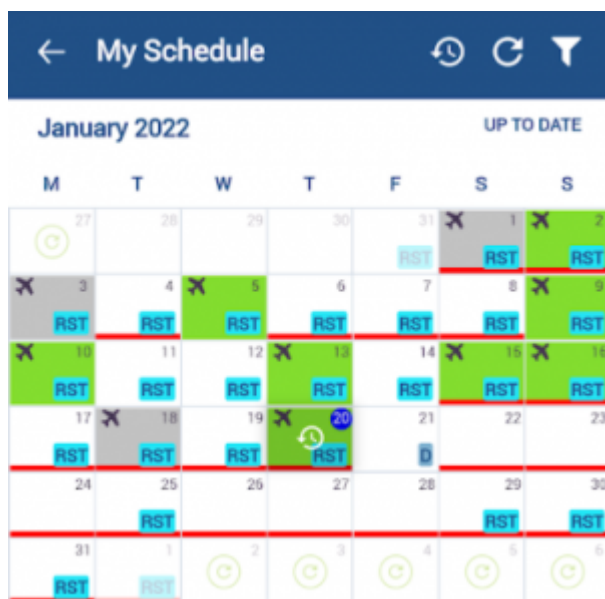 My Schedule
January 2022 UP TO DATE
M T W T F S S
27 28 29 30 31 1 2
RST RST RST
3 4 5 6 7 8 9
RST RST RST RST RST RST RST
10 11 12 13 14 15 16
RST RST RST RST RST RST RST
17 18 19 20 21 22 23
RST RST RST RST D
24 25 26 27 28 29 30
RST RST RST
31 1 2 3 4 5 6
RST RST